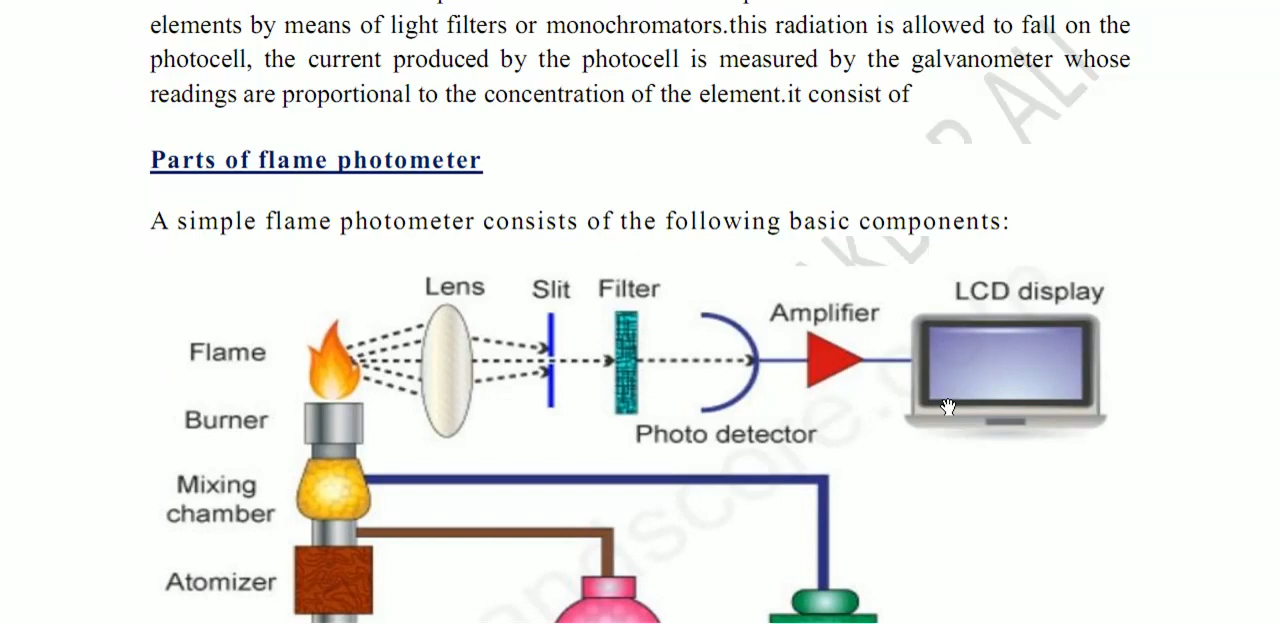 elements by means of light filters or monochromators.this radiation is allowed to fall on the
photocell, the current produced by the photocell is measured by the galvanometer whose
readings are proportional to the concentration of the element.it consist of
Parts of flame photometer
A simple flame photometer consists of the following basic components:
Lens
Slit
Filter
Amplifier
LCD display
Flame
Burner
Photo detector
Mixing
chamber
Atomizer